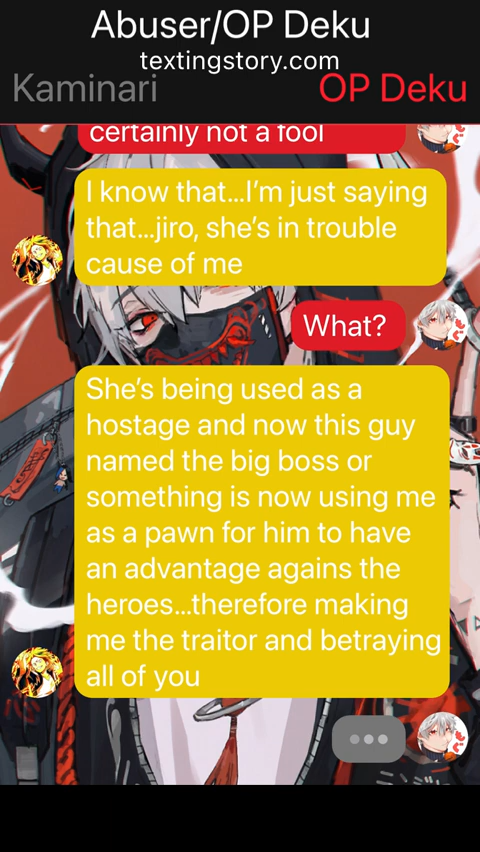 Abuser/OP Deku
textingstory.com
Kaminari
OP Deku
certainly not a fool
I know that...I'm just saying
that...jiro, she's in trouble
cause of me
What?
She's being used as a
hostage and now this guy
named the big boss or
something is now using me
as a pawn for him to have
an advantage agains the
heroes...therefore making
me the traitor and betraying
all of you